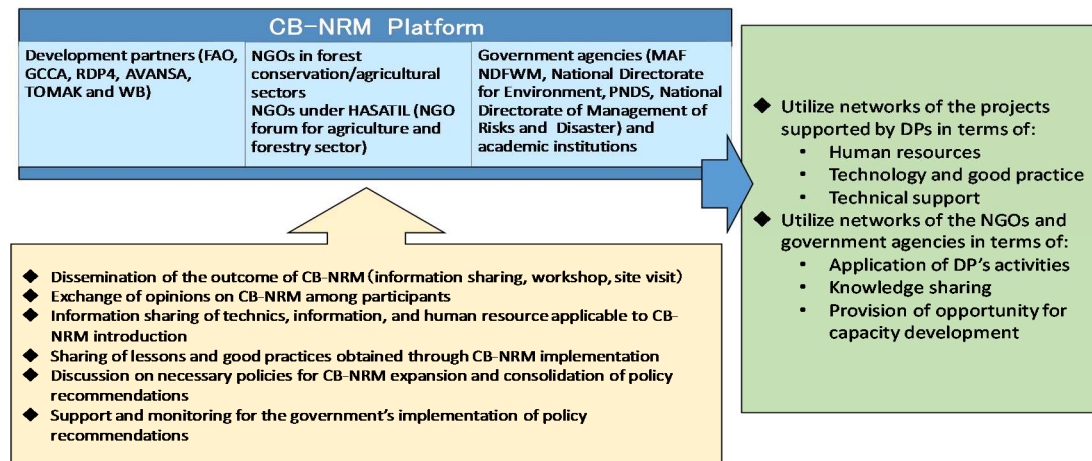 CB-NRM Platform
Development partners (FAO,
GCCA, RDP4, AVANSA,
TOMAK and WB)
NGOs in forest
conservation/agricultural
sectors
NGOs under HASATIL (NGO
forum for agriculture and
forestry sector)
Government agencies (MAF
NDFWM, National Directorate
for Environment, PNDS, National
Directorate of Management of
Risks and Disaster) and
academic institutions
◆ Dissemination of the outcome of CB-NRM (information sharing, workshop, site visit)
◆ Exchange of opinions on CB-NRM among participants
◆ Information sharing of technics, information, and human resource applicable to CB-
NRM introduction
◆ Sharing of lessons and good practices obtained through CB-NRM implementation
◆ Discussion on necessary policies for CB-NRM expansion and consolidation of policy
recommendations
◆ Support and monitoring for the government's implementation of policy
recommendations
◆ Utilize networks of the projects
supported by DPs in terms of:
• Human resources
• Technology and good practice
• Technical support
◆ Utilize networks of the NGOs and
government agencies in terms of:
• Application of DP's activities
• Knowledge sharing
• Provision of opportunity for
capacity development